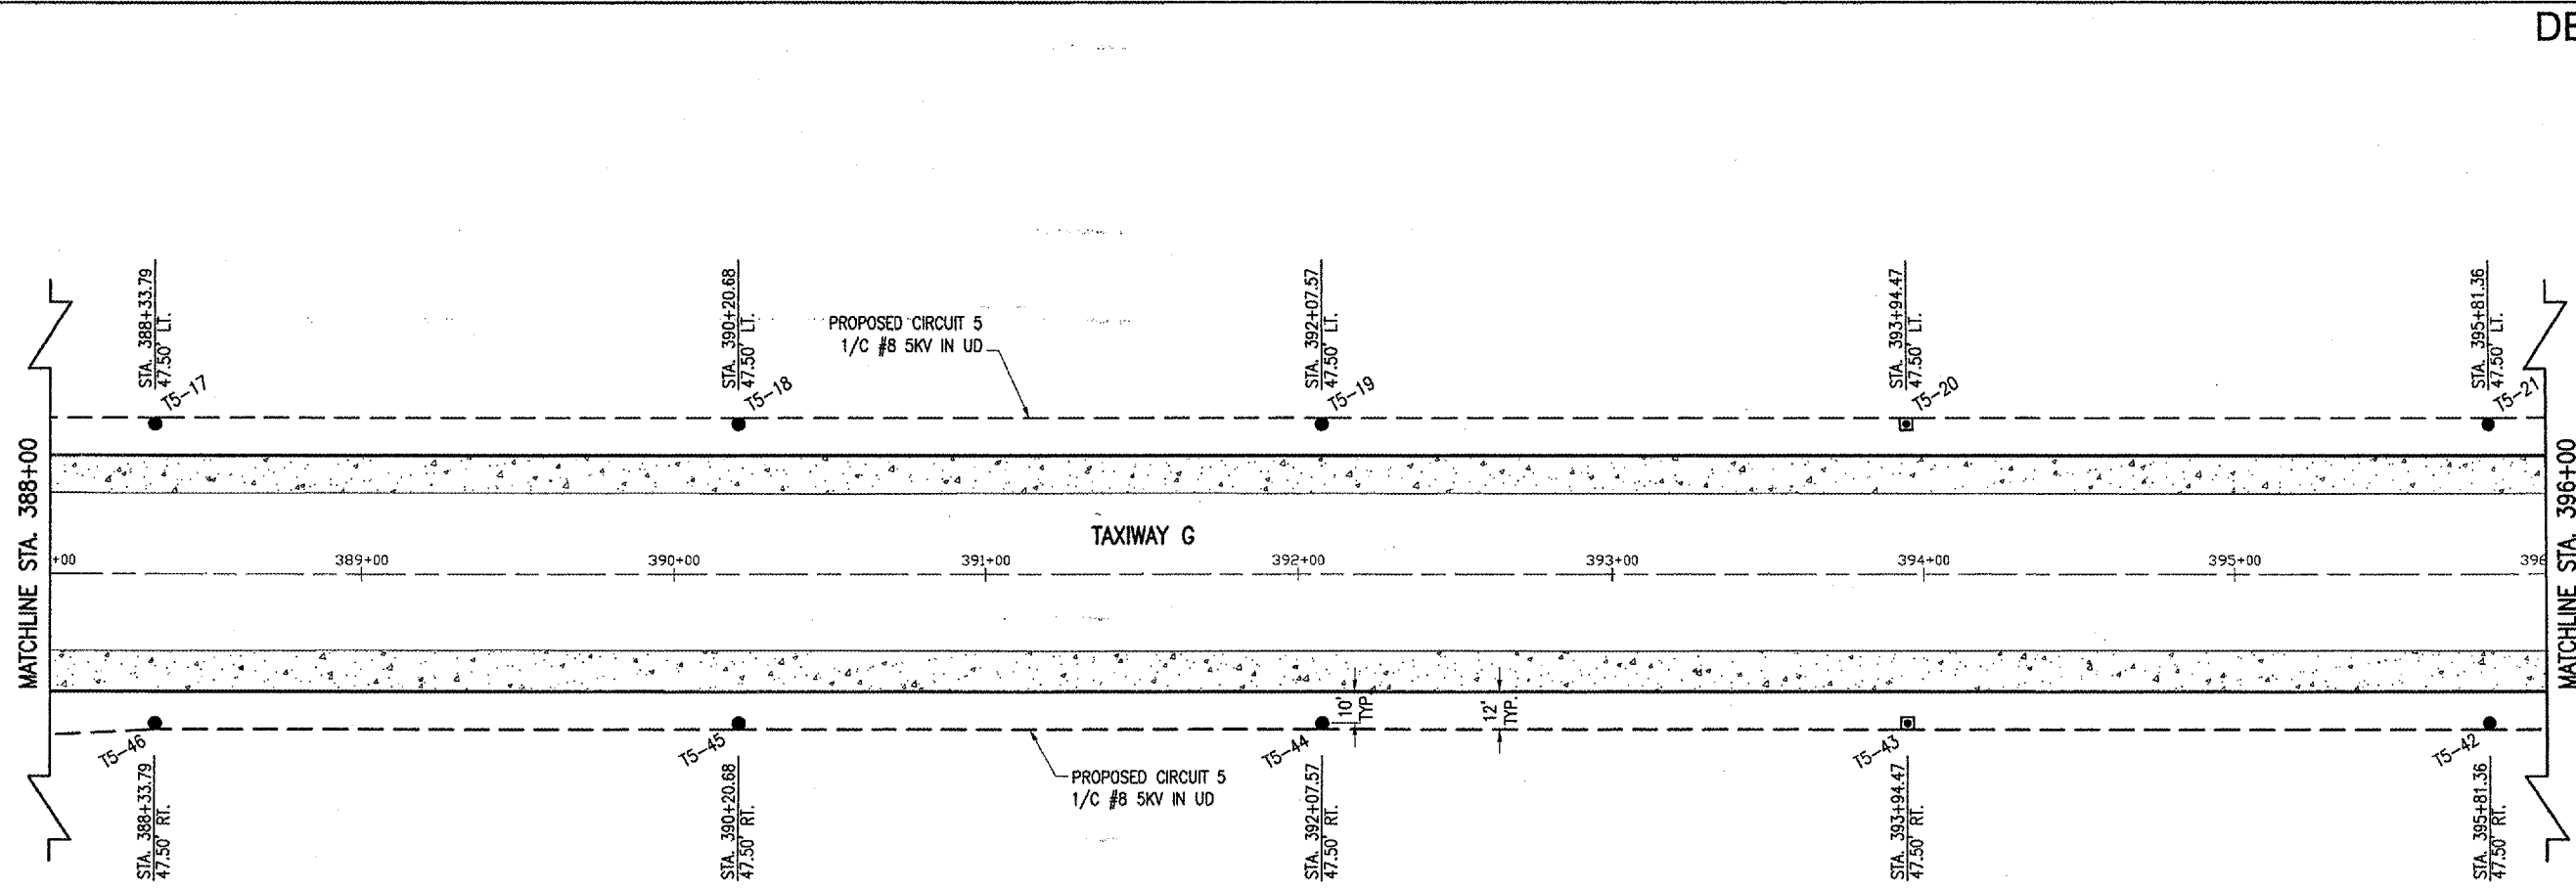 DE
STA. 388+33.79
47.50' LT.
T5-17
STA. 390+20.68
47.50' LT.
T5-18
PROPOSED CIRCUIT 5
1/C #8 5KV IN UD
STA. 392+07.57
47.50' LT.
T5-19
STA. 393+94.47
47.50' LT.
T5-20
STA. 395+81.36
47.50' LT.
T5-21
MATCHLINE STA. 388+00
TAXIWAY G
+00
389+00
390+00
391+00
392+00
393+00
394+00
395+00
396
MATCHLINE STA. 396+00
10'
TYP.
12'
TYP.
T5-46
STA. 388+33.79
47.50' RT.
T5-45
STA. 390+20.68
47.50' RT.
PROPOSED CIRCUIT 5
1/C #8 5KV IN UD
T5-44
STA. 392+07.57
47.50' RT.
T5-43
STA. 393+94.47
47.50' RT.
T5-42
STA. 395+81.36
47.50' RT.